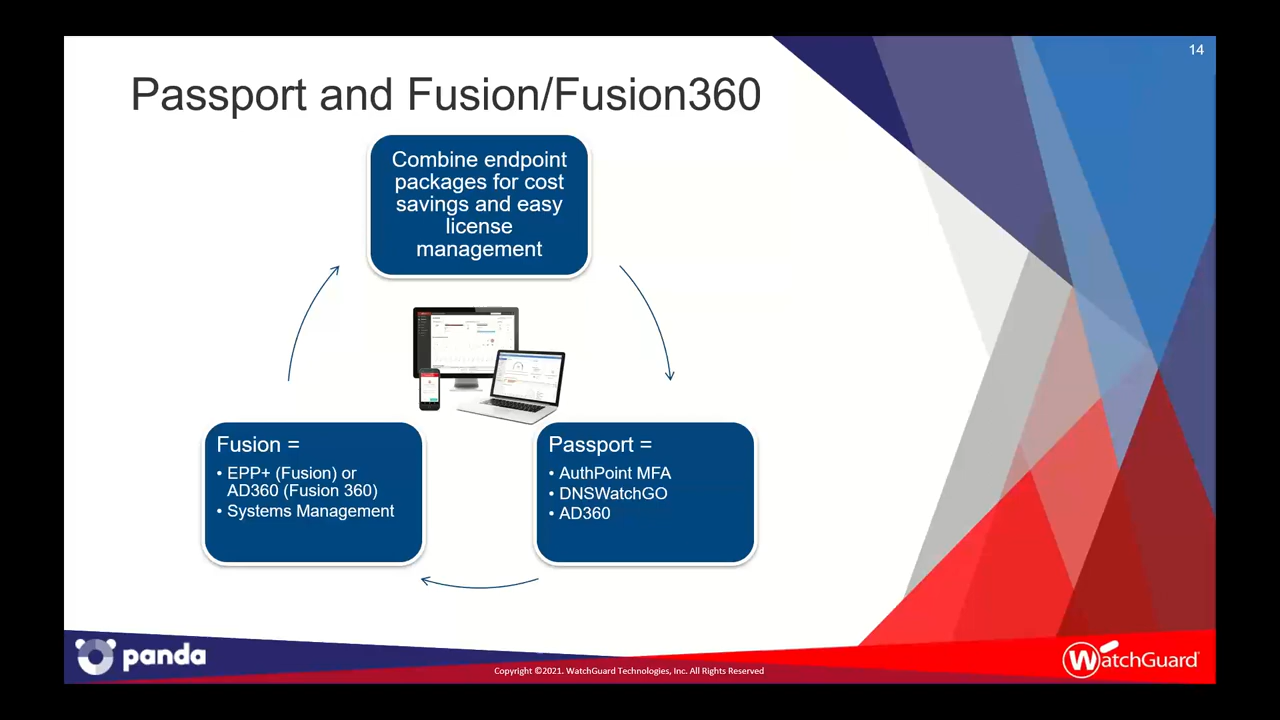 14
Passport and Fusion/Fusion360
Combine endpoint
packages for cost
savings and easy
license
management
Fusion =
• EPP+ (Fusion) or
AD360 (Fusion 360)
• Systems Management
Passport =
• AuthPoint MFA
• DNSWatchGO
• AD360
panda
Copyright ©2021. WatchGuard Technologies, Inc. All Rights Reserved
WatchGuard